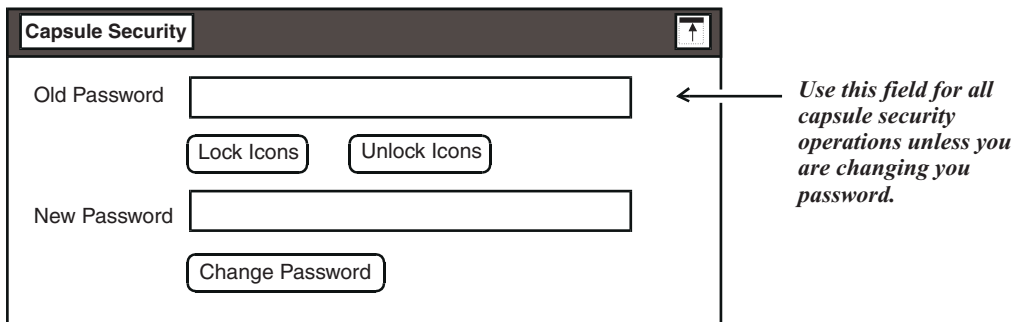 Capsule Security
Old Password
Lock Icons
Unlock Icons
New Password
Change Password
Use this field for all
capsule security
operations unless you
are changing you
password.